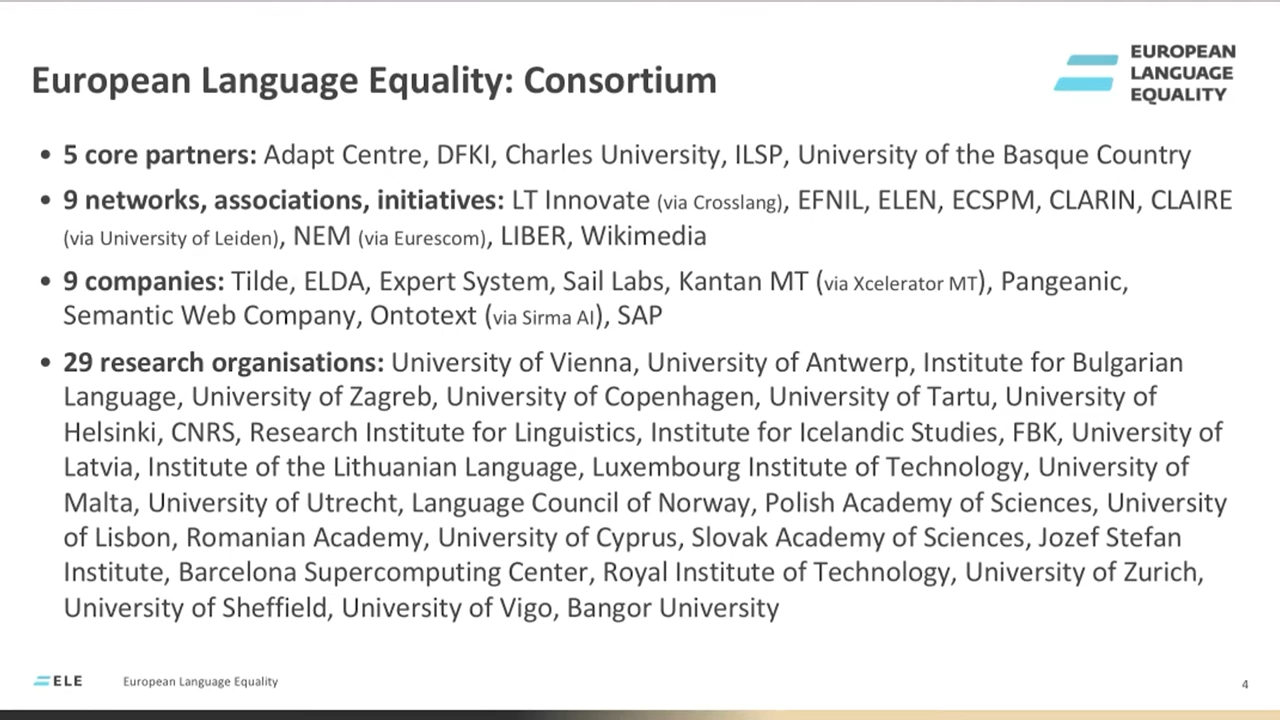 European Language Equality: Consortium
EUROPEAN
LANGUAGE
EQUALITY
• 5 core partners: Adapt Centre, DFKI, Charles University, ILSP, University of the Basque Country
• 9 networks, associations, initiatives: LT Innovate (via Crosslang), EFNIL, ELEN, ECSPM, CLARIN, CLAIRE
(via University of Leiden), NEM (via Eurescom), LIBER, Wikimedia
• 9 companies: Tilde, ELDA, Expert System, Sail Labs, Kantan MT (via Xcelerator MT), Pangeanic,
Semantic Web Company, Ontotext (via Sirma AI), SAP
• 29 research organisations: University of Vienna, University of Antwerp, Institute for Bulgarian
Language, University of Zagreb, University of Copenhagen, University of Tartu, University of
Helsinki, CNRS, Research Institute for Linguistics, Institute for Icelandic Studies, FBK, University of
Latvia, Institute of the Lithuanian Language, Luxembourg Institute of Technology, University of
Malta, University of Utrecht, Language Council of Norway, Polish Academy of Sciences, University
of Lisbon, Romanian Academy, University of Cyprus, Slovak Academy of Sciences, Jozef Stefan
Institute, Barcelona Supercomputing Center, Royal Institute of Technology, University of Zurich,
University of Sheffield, University of Vigo, Bangor University
ELE European Language Equality 4